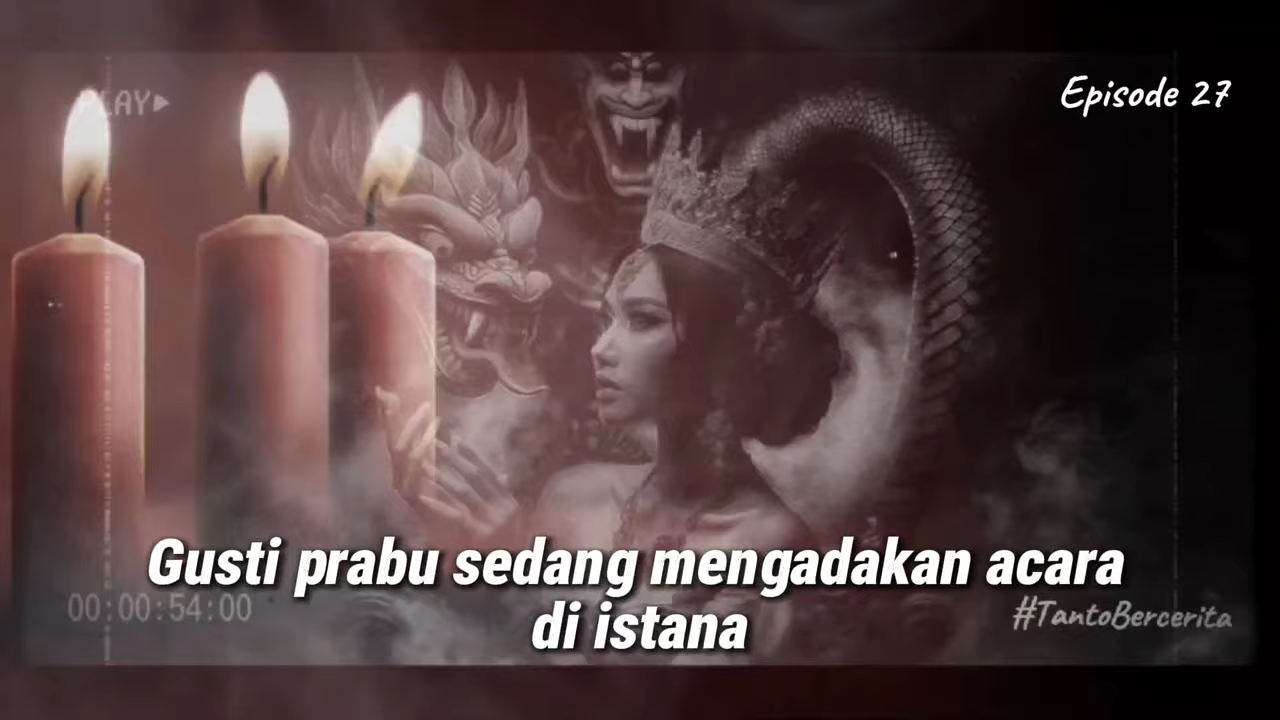 PLAY▶
Episode 27
Gusti prabu sedang mengadakan acara
di istana
00:00:54:00
#TantoBercerita